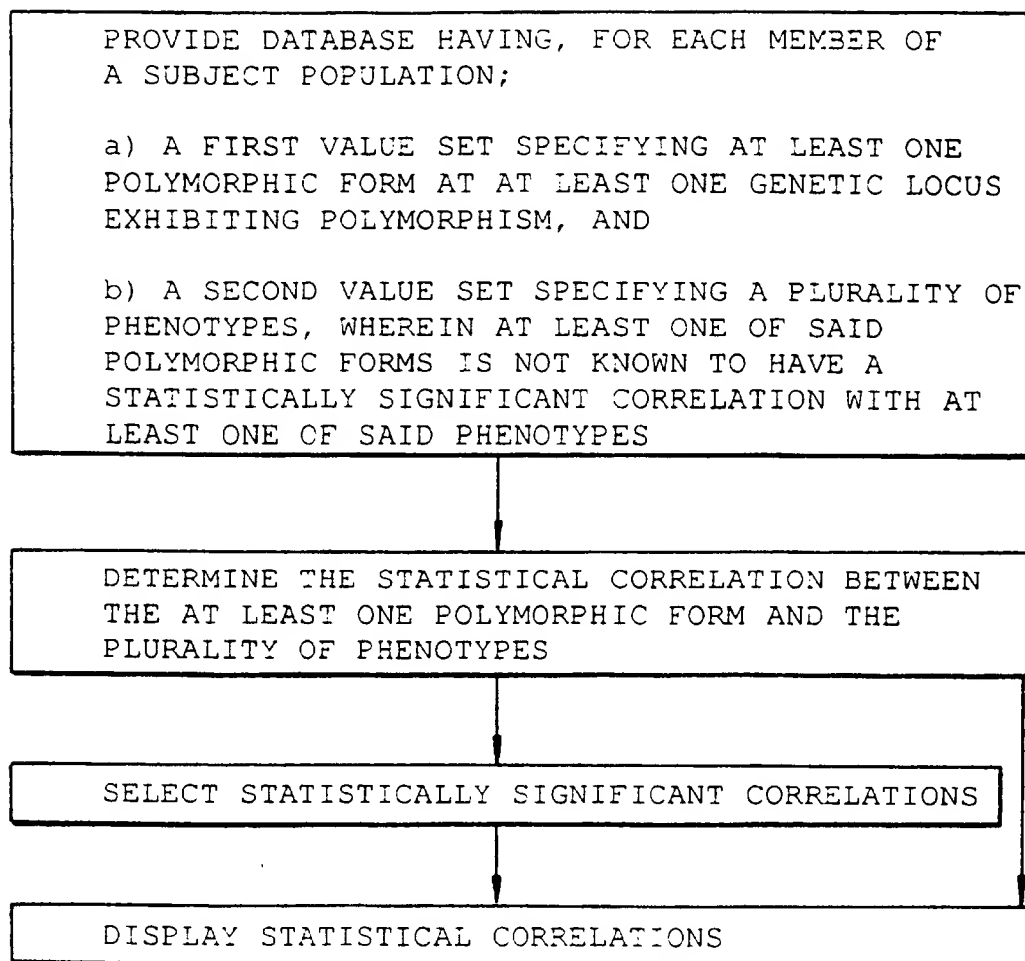 PROVIDE DATABASE HAVING, FOR EACH MEMBER OF
A SUBJECT POPULATION;
a) A FIRST VALUE SET SPECIFYING AT LEAST ONE
POLYMORPHIC FORM AT AT LEAST ONE GENETIC LOCUS
EXHIBITING POLYMORPHISM, AND
b) A SECOND VALUE SET SPECIFYING A PLURALITY OF
PHENOTYPES, WHEREIN AT LEAST ONE OF SAID
POLYMORPHIC FORMS IS NOT KNOWN TO HAVE A
STATISTICALLY SIGNIFICANT CORRELATION WITH AT
LEAST ONE OF SAID PHENOTYPES
DETERMINE THE STATISTICAL CORRELATION BETWEEN
THE AT LEAST ONE POLYMORPHIC FORM AND THE
PLURALITY OF PHENOTYPES
SELECT STATISTICALLY SIGNIFICANT CORRELATIONS
DISPLAY STATISTICAL CORRELATIONS